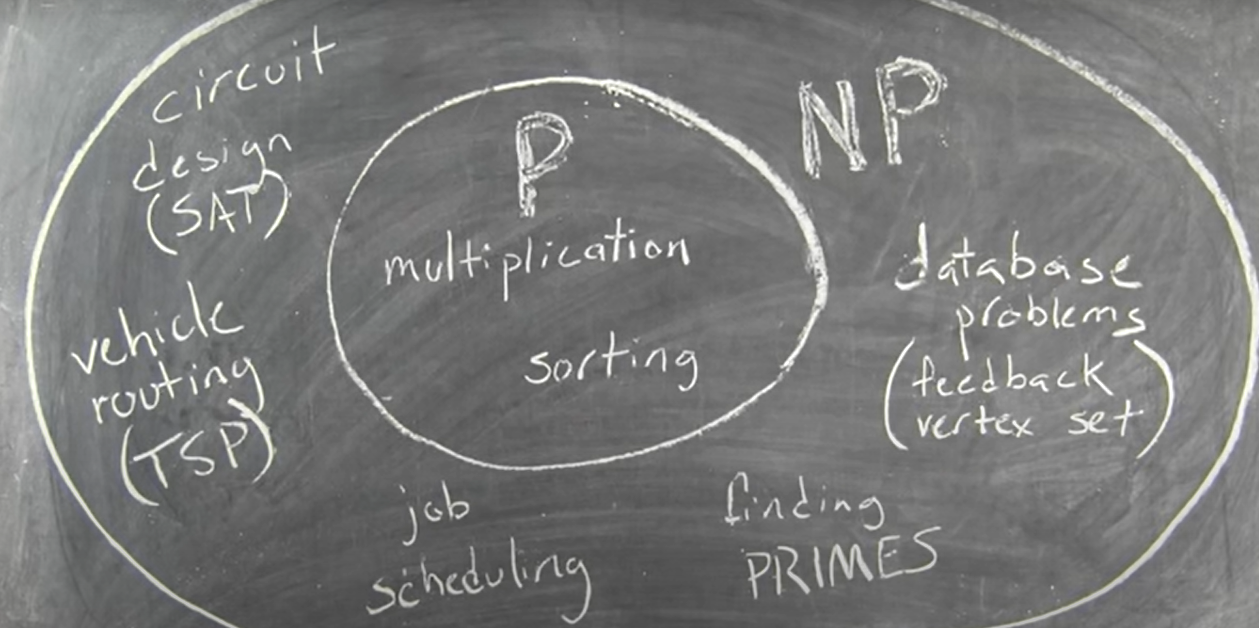 circuit
design
(SAT)
P
NP
multiplication
sorting
database
problems
(feedback
vertex set)
vehicle
routing
(TSP)
job
scheduling
finding
PRIMES